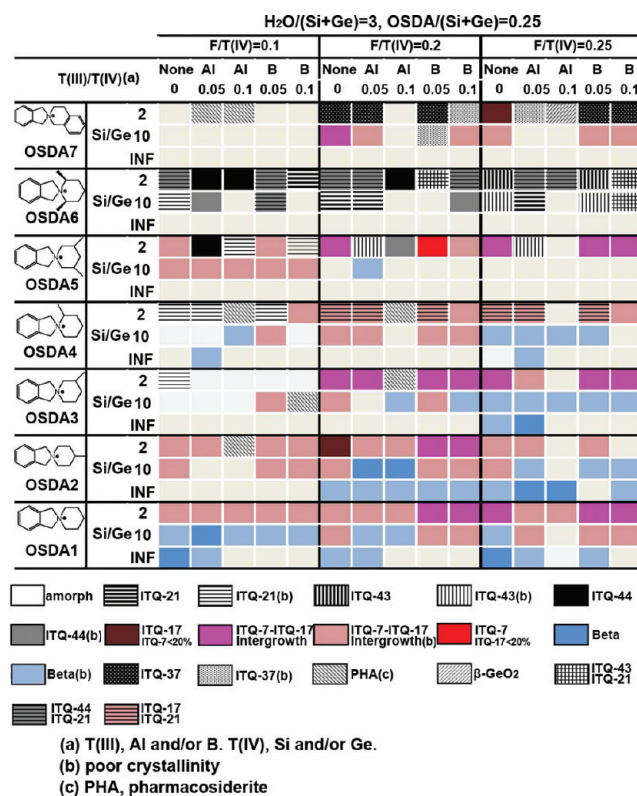 H2O/(Si+Ge)=3, OSDA/(Si+Ge)=0.25
F/T(IV)=0.1 F/T(IV)=0.2 F/T(IV)=0.25
T(III)/T(IV)(a) None Al Al B B None Al Al B B None Al Al B B
0 0.05 0.1 0.05 0.1 0 0.05 0.1 0.05 0.1 0 0.05 0.1 0.05 0.1
2
Si/Ge 10
OSDA7 INF
2
Si/Ge 10
OSDA6 INF
2
Si/Ge 10
OSDA5 INF
2
Si/Ge 10
OSDA4 INF
2
Si/Ge 10
OSDA3 INF
2
Si/Ge 10
OSDA2 INF
2
Si/Ge 10
OSDA1 INF
amorph ITQ-21 ITQ-21(b) ITQ-43 ITQ-43(b) ITQ-44
ITQ-44(b) ITQ-17 ITQ-7<20% ITQ-7-ITQ-17 Intergrowth ITQ-7-ITQ-17 Intergrowth(b) ITQ-7 ITQ-17<20% Beta
Beta(b) ITQ-37 ITQ-37(b) PHA(c) β-GeO2 ITQ-43 ITQ-21
ITQ-44 ITQ-21 ITQ-17 ITQ-21
(a) T(III), Al and/or B. T(IV), Si and/or Ge.
(b) poor crystallinity
(c) PHA, pharmacosiderite